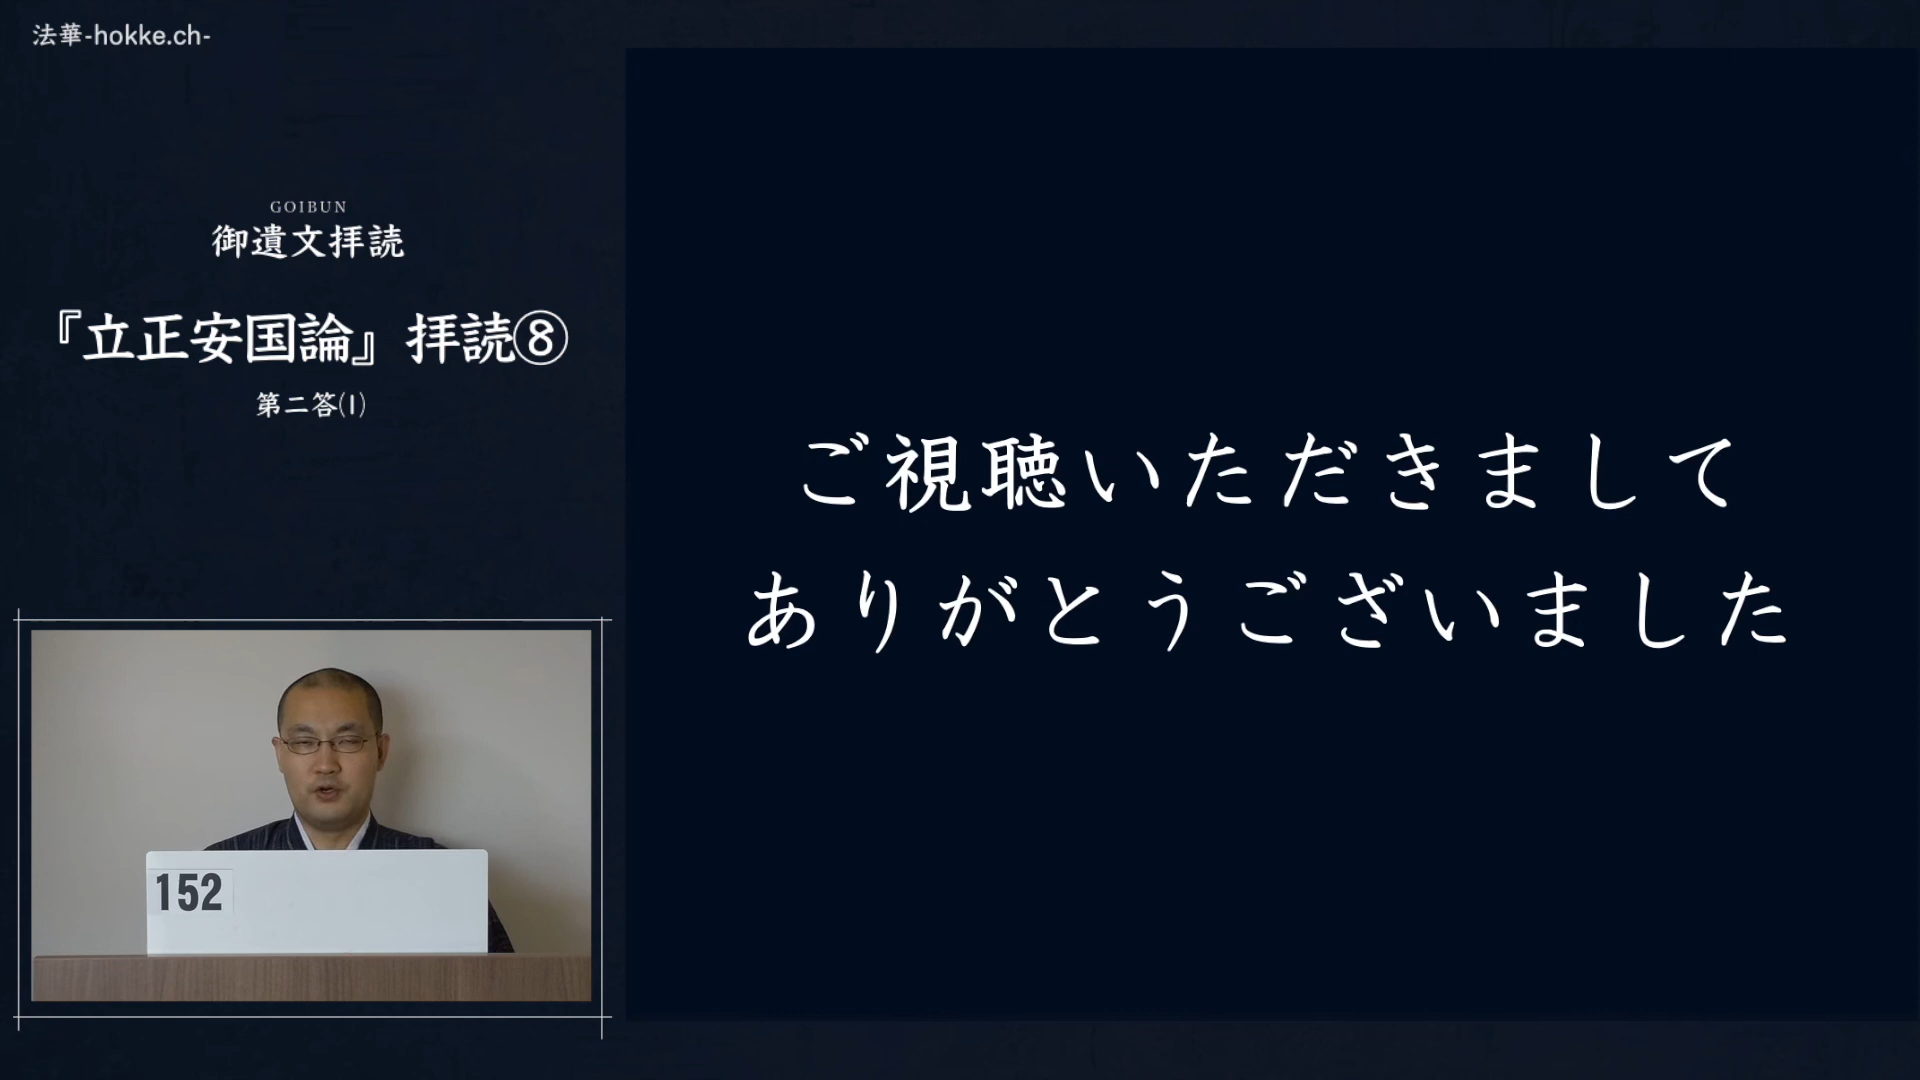 法華-hokke.ch-
GOIBUN
御遺文拝読
『立正安国論』拝読⑧
第二答(1)
ご視聴いただきまして
ありがとうございました
152